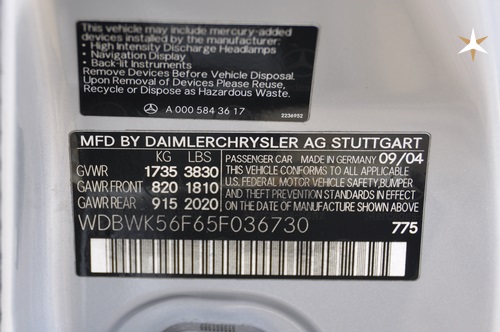 This vehicle may include mercury-added
devices installed by the manufacturer:
• High Intensity Discharge Headlamps
• Navigation Display
• Back-lit Instruments
Remove Devices Before Vehicle Disposal.
Upon Removal of Devices Please Reuse,
Recycle or Dispose as Hazardous Waste.
A 000 584 36 17
2236952
MFD BY DAIMLERCHRYSLER AG STUTTGART
KG LBS
GVWR 1735 3830
GAWR FRONT 820 1810
GAWR REAR 915 2020
PASSENGER CAR MADE IN GERMANY 09/04
THIS VEHICLE CONFORMS TO ALL APPLICABLE
U.S. FEDERAL MOTOR VEHICLE SAFETY, BUMPER
AND THEFT PREVENTION STANDARDS IN EFFECT
ON THE DATE OF MANUFACTURE SHOWN ABOVE
WDBWK56F65F036730 775